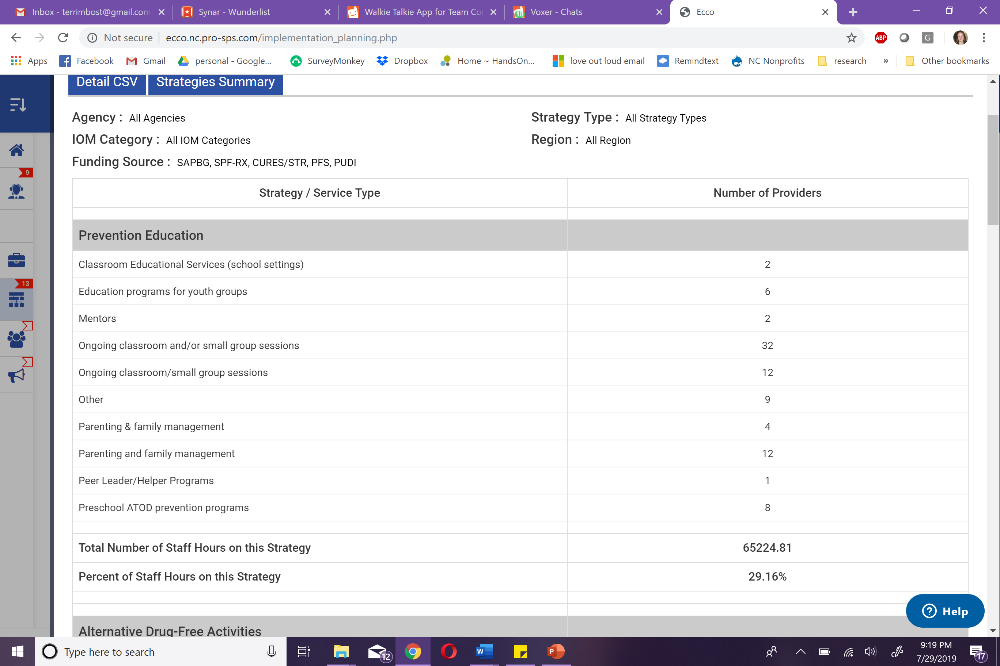 Inbox - terrimbost@gmail.com
Synar - Wunderlist
Walkie Talkie App for Team Co
18 Voxer - Chats
Ecco
Not secure ecco.nc.pro-sps.com/implementation_planning.php
ABP G
Apps Facebook Gmail personal - Google... SurveyMonkey Dropbox Home ~ HandsOn... love out loud email Remindtext NC Nonprofits research » Other bookmarks
Detail CSV Strategies Summary
Agency : All Agencies Strategy Type : All Strategy Types
IOM Category : All IOM Categories Region : All Region
Funding Source : SAPBG, SPF-RX, CURES/STR, PFS, PUDI
9
13
Strategy / Service Type Number of Providers
Prevention Education
Classroom Educational Services (school settings) 2
Education programs for youth groups 6
Mentors 2
Ongoing classroom and/or small group sessions 32
Ongoing classroom/small group sessions 12
Other 9
Parenting & family management 4
Parenting and family management 12
Peer Leader/Helper Programs 1
Preschool ATOD prevention programs 8
Total Number of Staff Hours on this Strategy 65224.81
Percent of Staff Hours on this Strategy 29.16%
? Help
Alternative Drug-Free Activities
Type here to search
12
W
P
9:19 PM
7/29/2019
17